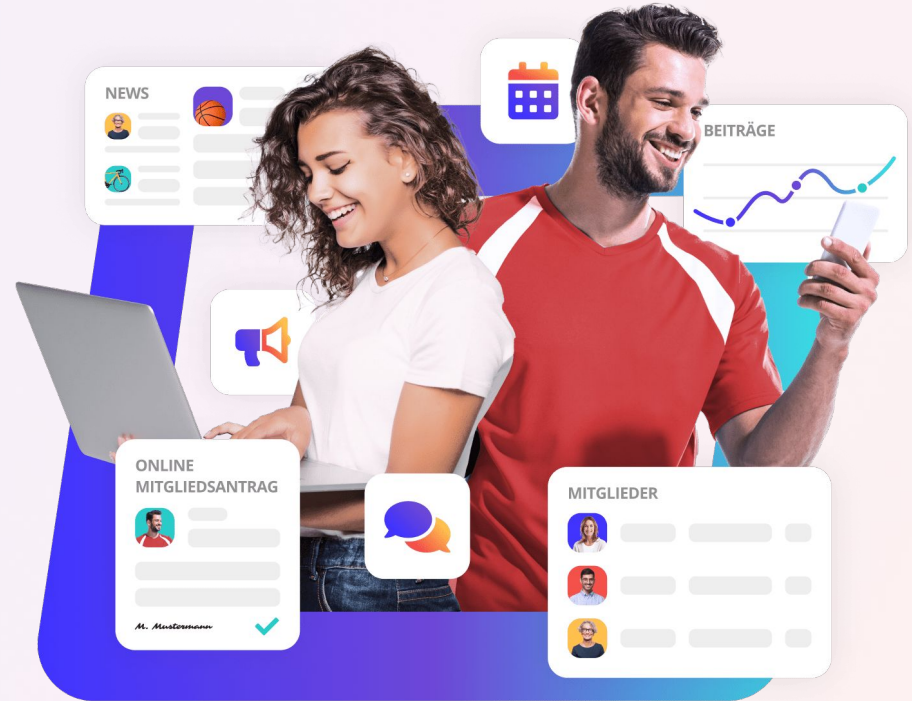 NEWS
BEITRÄGE
ONLINE
MITGLIEDSANTRAG
M. Mustermann
MITGLIEDER